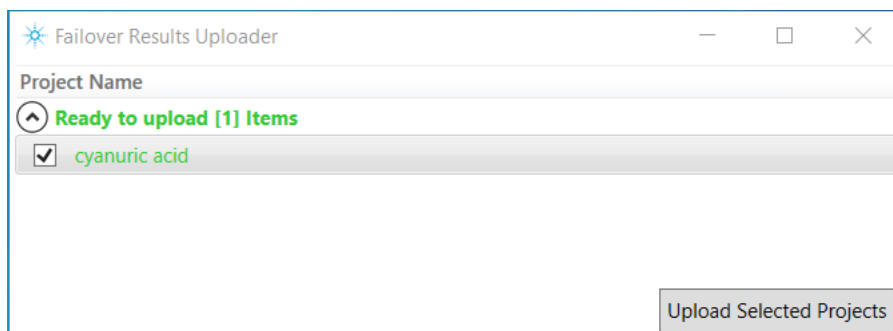 Failover Results Uploader
Project Name
Ready to upload [1] Items
cyanuric acid
Upload Selected Projects